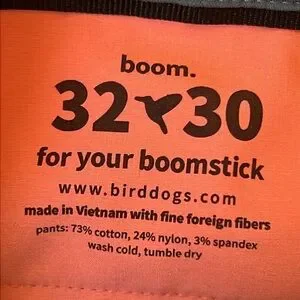 boom.
32 30
for your boomstick
www.birddogs.com
made in Vietnam with fine foreign fibers
pants: 73% cotton, 24% nylon, 3% spandex
wash cold, tumble dry